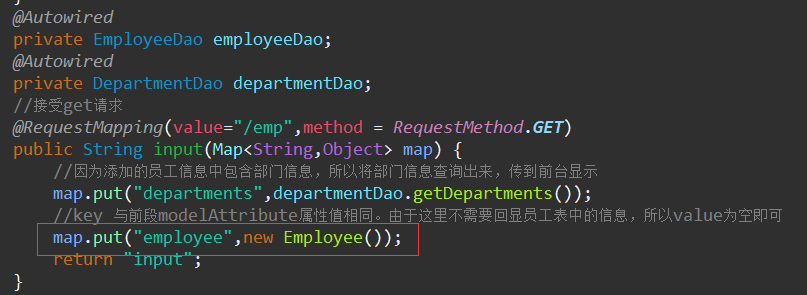 }
@Autowired
private EmployeeDao employeeDao;
@Autowired
private DepartmentDao departmentDao;
//接受get请求
@RequestMapping(value="/emp",method = RequestMethod.GET)
public String input(Map<String,Object> map) {
//因为添加的员工信息中包含部门信息，所以将部门信息查询出来，传到前台显示
map.put("departments",departmentDao.getDepartments());
//key 与前段modelAttribute属性值相同。由于这里不需要回显员工表中的信息，所以value为空即可
map.put("employee",new Employee());
return "input";
}